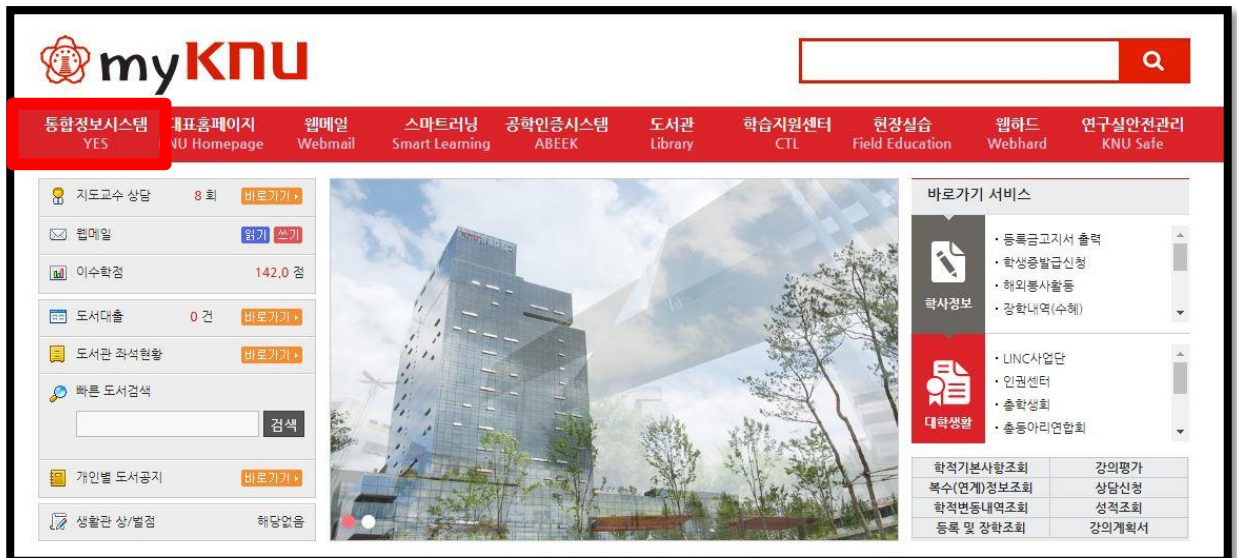 myKNU
통합정보시스템 대표홈페이지 웹메일 스마트러닝 공학인증시스템 도서관 학습지원센터 현장실습 웹하드 연구실안전관리
YES NU Homepage Webmail Smart Learning ABEEK Library CTL Field Education Webhard KNU Safe
지도교수 상담 8 회 바로가기
웹메일 읽기 쓰기
이수학점 142.0 점
도서대출 0 건 바로가기
도서관 좌석현황 바로가기
빠른 도서검색
검색
개인별 도서공지 바로가기
생활관 상/벌점 해당없음
바로가기 서비스
학사정보
· 등록금고지서 출력
· 학생증발급신청
· 해외봉사활동
· 장학내역(수혜)
대학생활
· LINC사업단
· 인권센터
· 총학생회
· 총동아리연합회
학적기본사항조회 강의평가
복수(연계)정보조회 상담신청
학적변동내역조회 성적조회
등록 및 장학조회 강의계획서